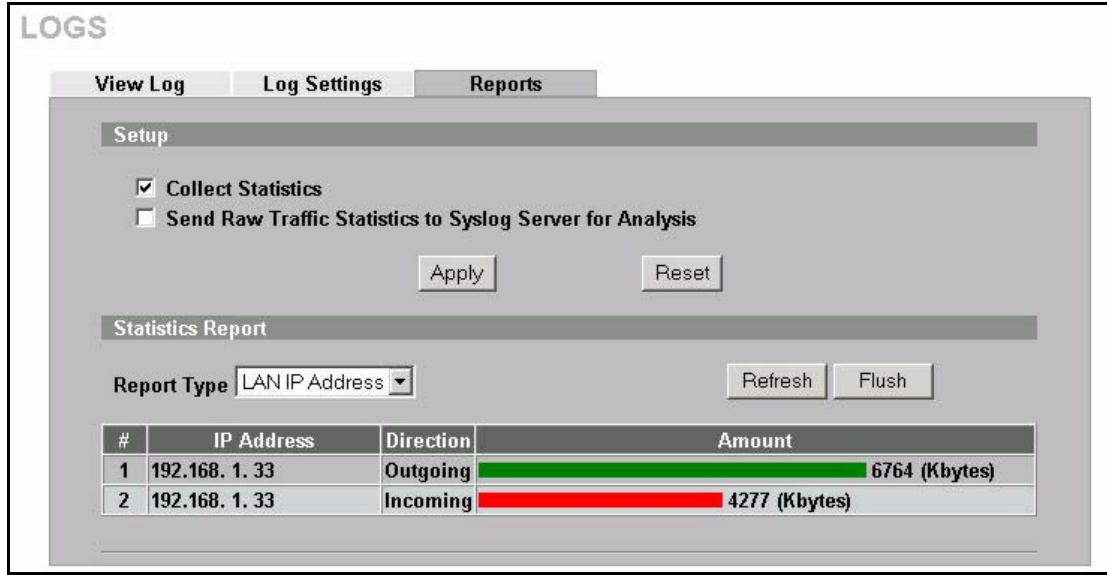 LOGS
View Log Log Settings Reports
Setup
Collect Statistics
Send Raw Traffic Statistics to Syslog Server for Analysis
Apply Reset
Statistics Report
Report Type LAN IP Address Refresh Flush
# IP Address Direction Amount
1 192.168. 1. 33 Outgoing 6764 (Kbytes)
2 192.168. 1. 33 Incoming 4277 (Kbytes)